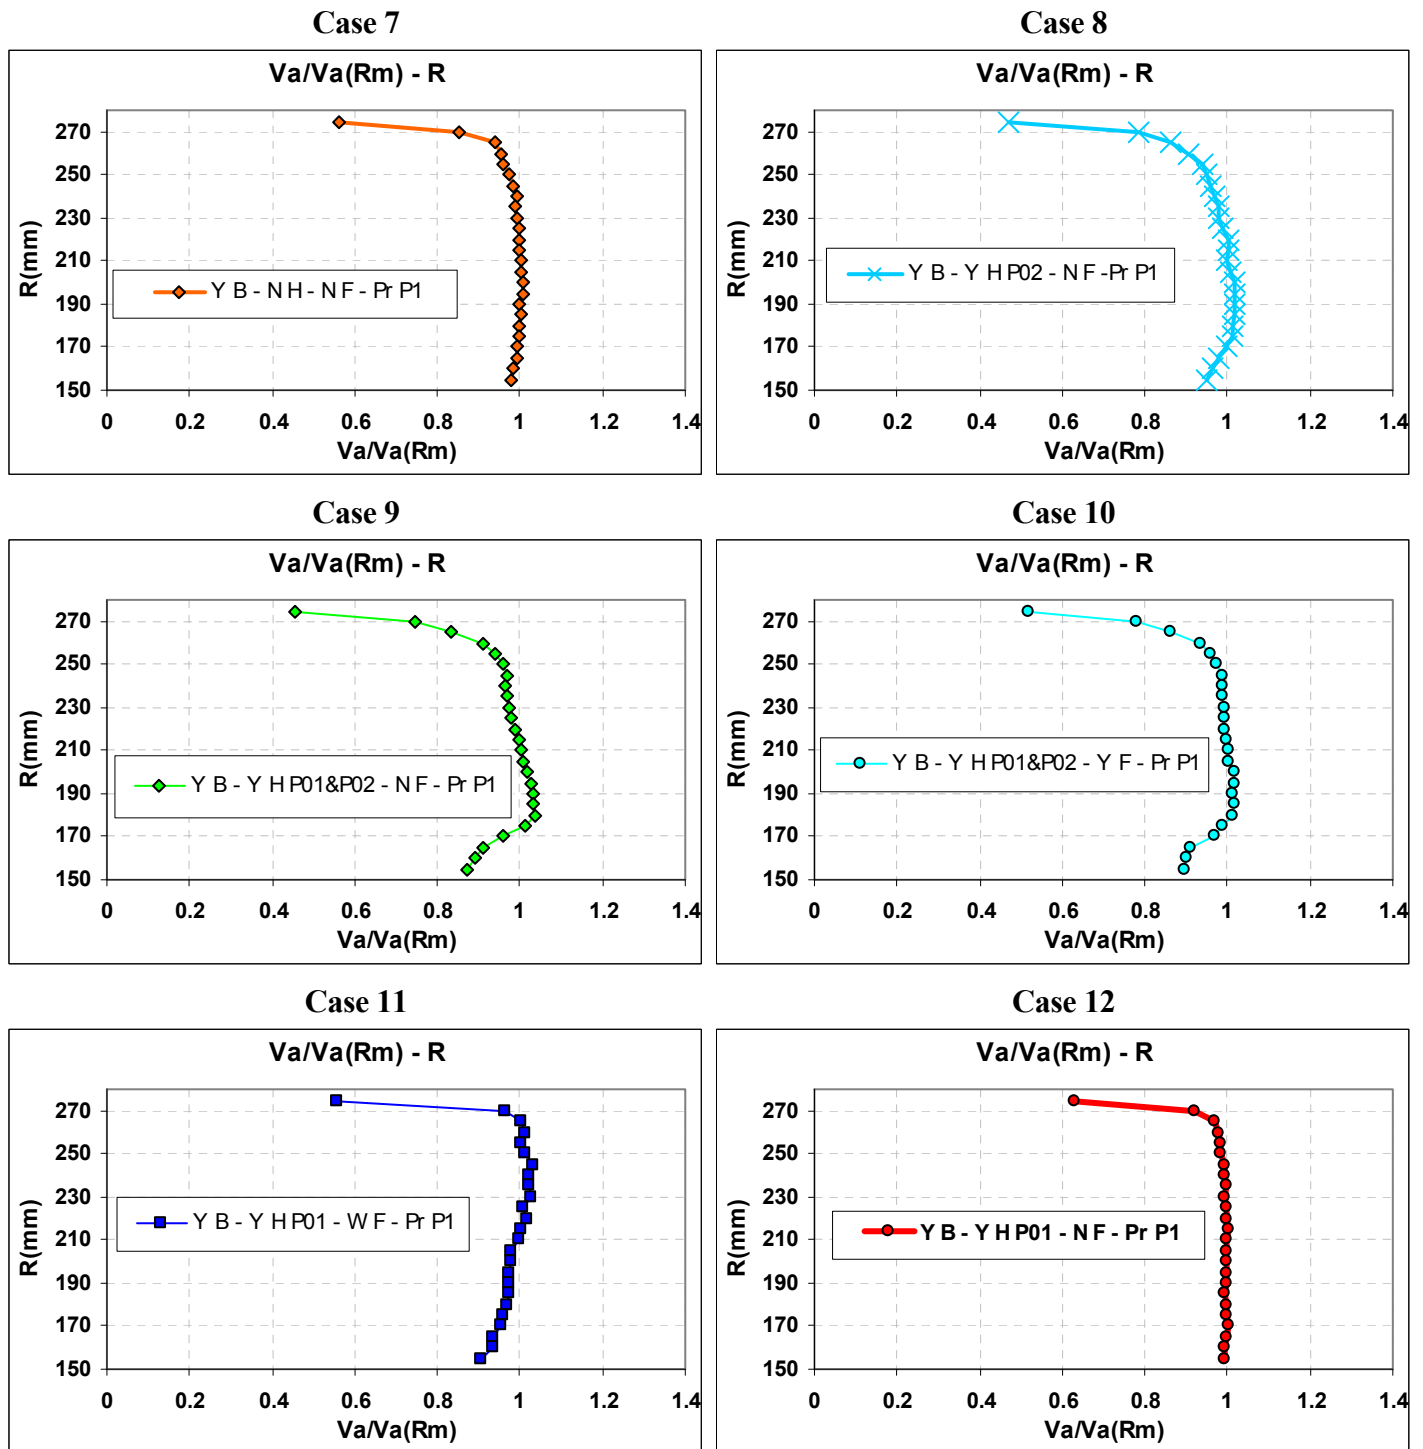 Case 7
Va/Va(Rm) - R
R(mm)
270
250
230
210
190
170
150
Y B - N H - N F - Pr P1
0 0.2 0.4 0.6 0.8 1 1.2 1.4
Va/Va(Rm)
Case 8
Va/Va(Rm) - R
R(mm)
270
250
230
210
190
170
150
Y B - Y H P02 - N F -Pr P1
0 0.2 0.4 0.6 0.8 1 1.2 1.4
Va/Va(Rm)
Case 9
Va/Va(Rm) - R
R(mm)
270
250
230
210
190
170
150
Y B - Y H P01&P02 - N F - Pr P1
0 0.2 0.4 0.6 0.8 1 1.2 1.4
Va/Va(Rm)
Case 10
Va/Va(Rm) - R
R(mm)
270
250
230
210
190
170
150
Y B - Y H P01&P02 - Y F - Pr P1
0 0.2 0.4 0.6 0.8 1 1.2 1.4
Va/Va(Rm)
Case 11
Va/Va(Rm) - R
R(mm)
270
250
230
210
190
170
150
Y B - Y H P01 - W F - Pr P1
0 0.2 0.4 0.6 0.8 1 1.2 1.4
Va/Va(Rm)
Case 12
Va/Va(Rm) - R
R(mm)
270
250
230
210
190
170
150
Y B - Y H P01 - N F - Pr P1
0 0.2 0.4 0.6 0.8 1 1.2 1.4
Va/Va(Rm)